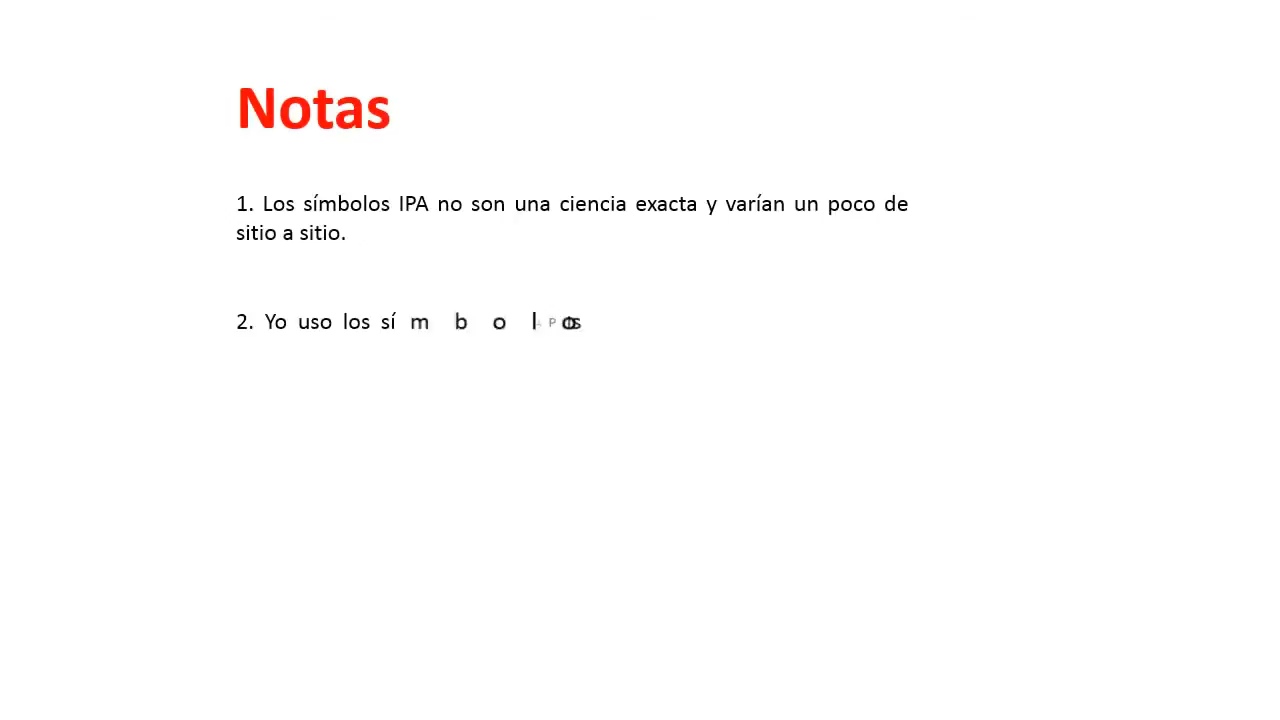 Notas
1. Los símbolos IPA no son una ciencia exacta y varían un poco de
sitio a sitio.
2. Yo uso los símbolos